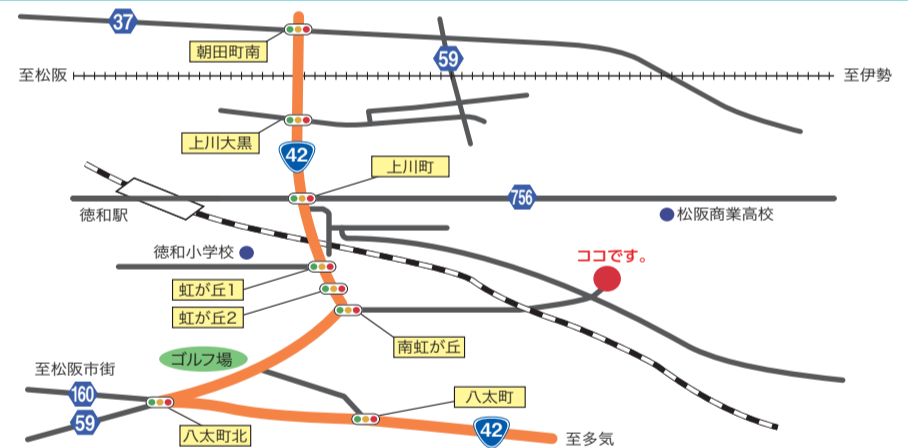 37
朝田町南
59
至松阪
至伊勢
上川大黒
42
上川町
756
徳和駅
松阪商業高校
徳和小学校
ココです。
虹が丘1
虹が丘2
南虹が丘
ゴルフ場
至松阪市街
160
八太町
59
八太町北
42
至多気